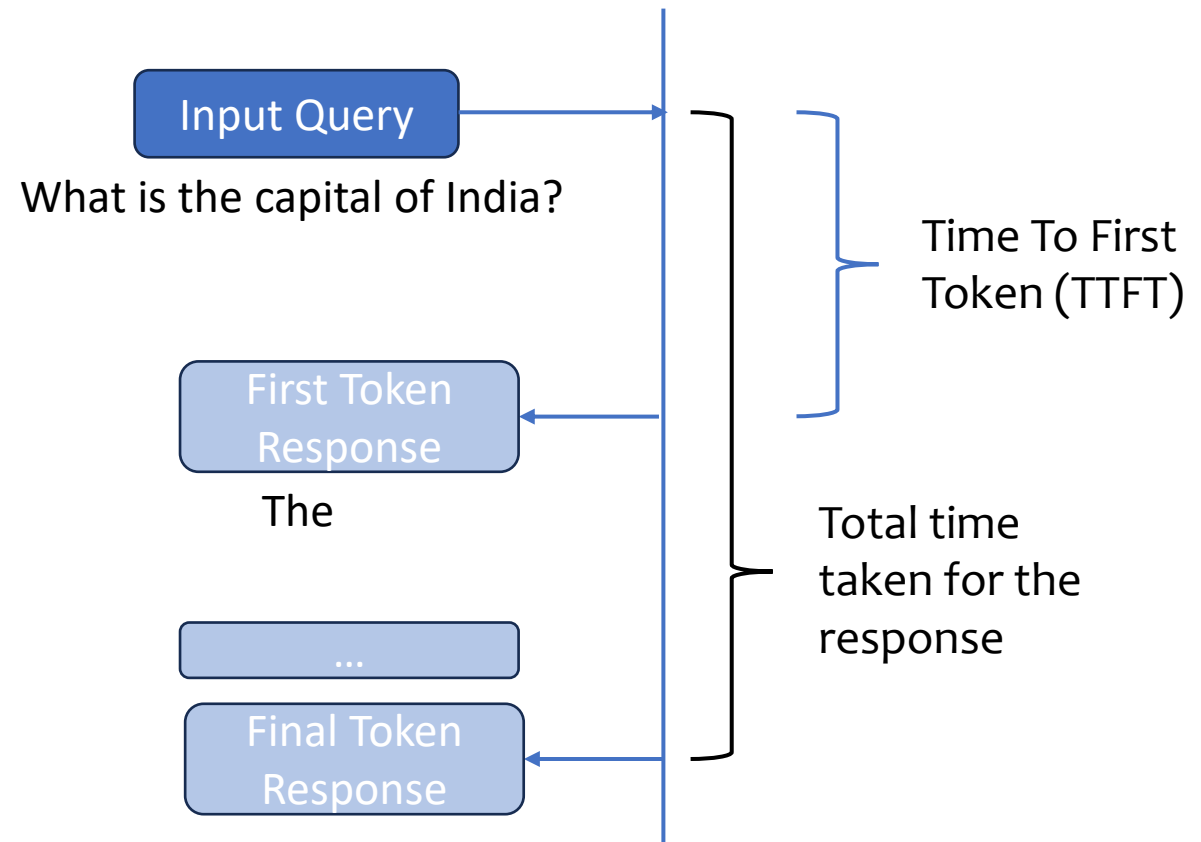 Input Query
What is the capital of India?
Time To First
Token (TTFT)
First Token
Response
The
Total time
taken for the
response
...
Final Token
Response